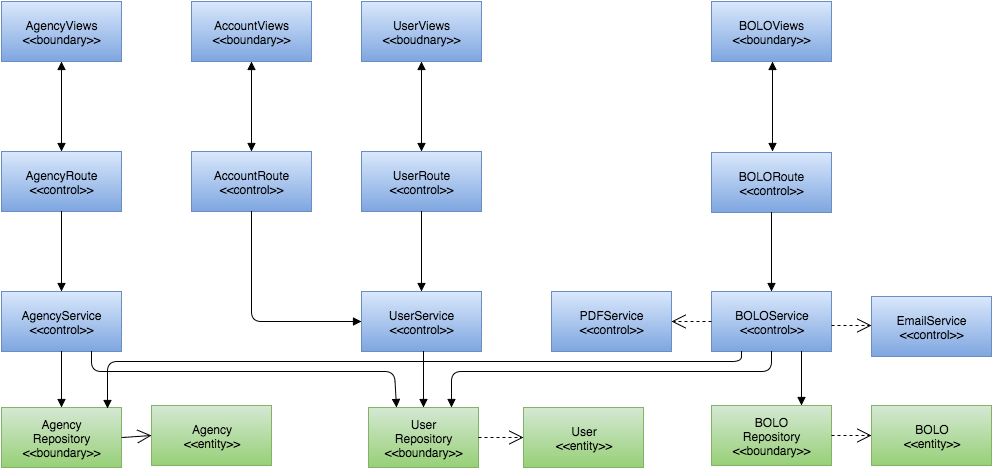 AgencyViews
<<boundary>>
AccountViews
<<boundary>>
UserViews
<<boudnary>>
BOLOViews
<<boundary>>
AgencyRoute
<<control>>
AccountRoute
<<control>>
UserRoute
<<control>>
BOLORoute
<<control>>
AgencyService
<<control>>
UserService
<<control>>
PDFService
<<control>>
BOLOService
<<control>>
EmailService
<<control>>
Agency
Repository
<<boundary>>
Agency
<<entity>>
User
Repository
<<boundary>>
User
<<entity>>
BOLO
Repository
<<boundary>>
BOLO
<<entity>>